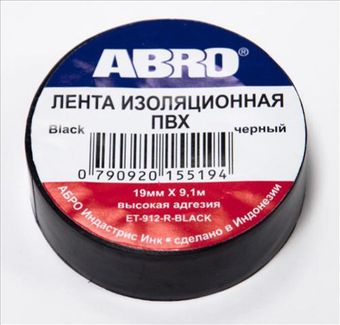 ABRO®
ЛЕНТА ИЗОЛЯЦИОННАЯ
ПВХ
Black черный
0 790920 155194
19мм X 9,1м
высокая адгезия
ET-912-R-BLACK
АБРО Индастрис Инк • сделано в Индонезии